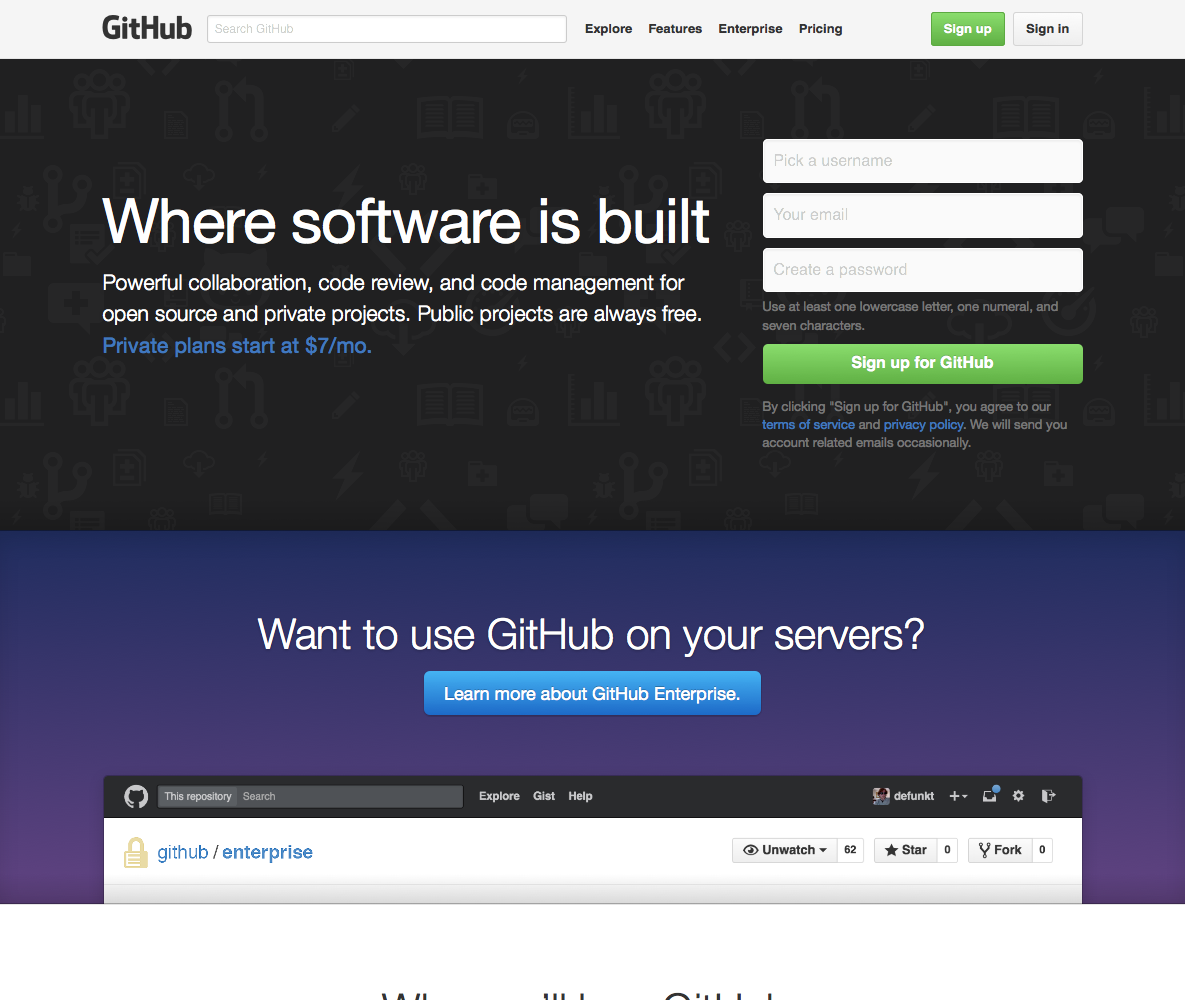 GitHub
Search GitHub
Explore Features Enterprise Pricing
Sign up
Sign in
Where software is built
Powerful collaboration, code review, and code management for
open source and private projects. Public projects are always free.
Private plans start at $7/mo.
Pick a username
Your email
Create a password
Use at least one lowercase letter, one numeral, and
seven characters.
Sign up for GitHub
By clicking "Sign up for GitHub", you agree to our
terms of service and privacy policy. We will send you
account related emails occasionally.
Want to use GitHub on your servers?
Learn more about GitHub Enterprise.
This repository Search
Explore Gist Help
defunkt
github / enterprise
Unwatch 62
Star 0
Fork 0